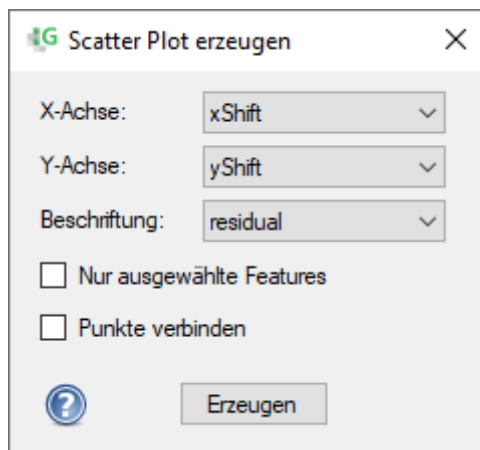 G Scatter Plot erzeugen
X-Achse: xShift
Y-Achse: yShift
Beschriftung: residual
Nur ausgewählte Features
Punkte verbinden
? Erzeugen